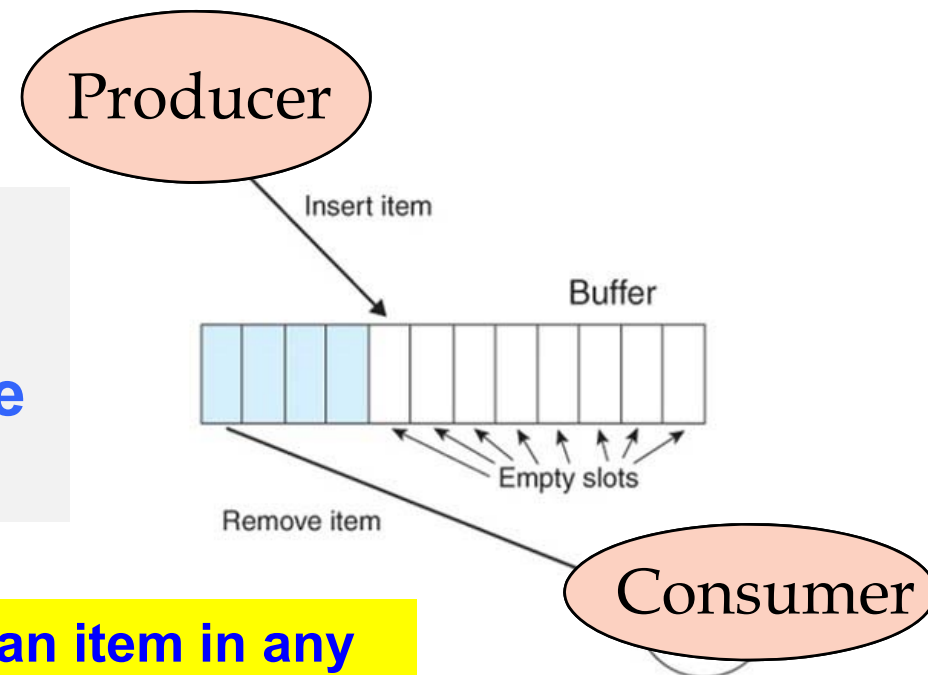 Producer
Insert item
Buffer
e
Empty slots
Remove item
Consumer
an item in any